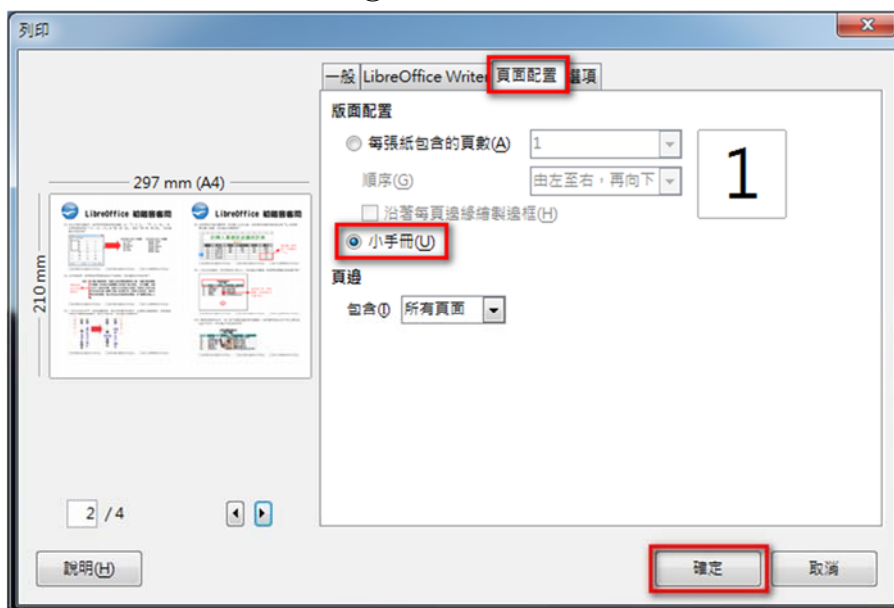 列印
一般 LibreOffice Writer 頁面配置 選項
版面配置
每張紙包含的頁數(A) 1
順序(G) 由左至右，再向下
沿著每頁邊緣繪製邊框(H)
小手冊(U)
1
頁邊
包含(I) 所有頁面
297 mm (A4)
210 mm
LibreOffice LibreOffice
2 / 4
說明(H) 確定 取消